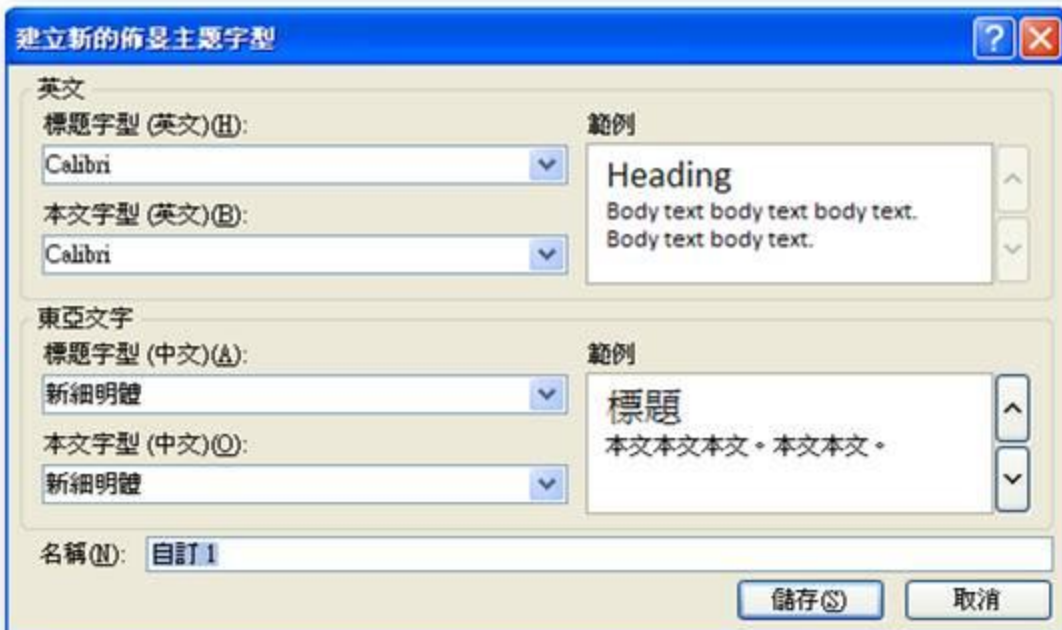 建立新的佈景主題字型
英文
標題字型 (英文)(H):
Calibri
本文字型 (英文)(B):
Calibri
範例
Heading
Body text body text body text.
Body text body text.
東亞文字
標題字型 (中文)(A):
新細明體
本文字型 (中文)(O):
新細明體
範例
標題
本文本文本文。本文本文。
名稱(N):
自訂 1
儲存(S)
取消